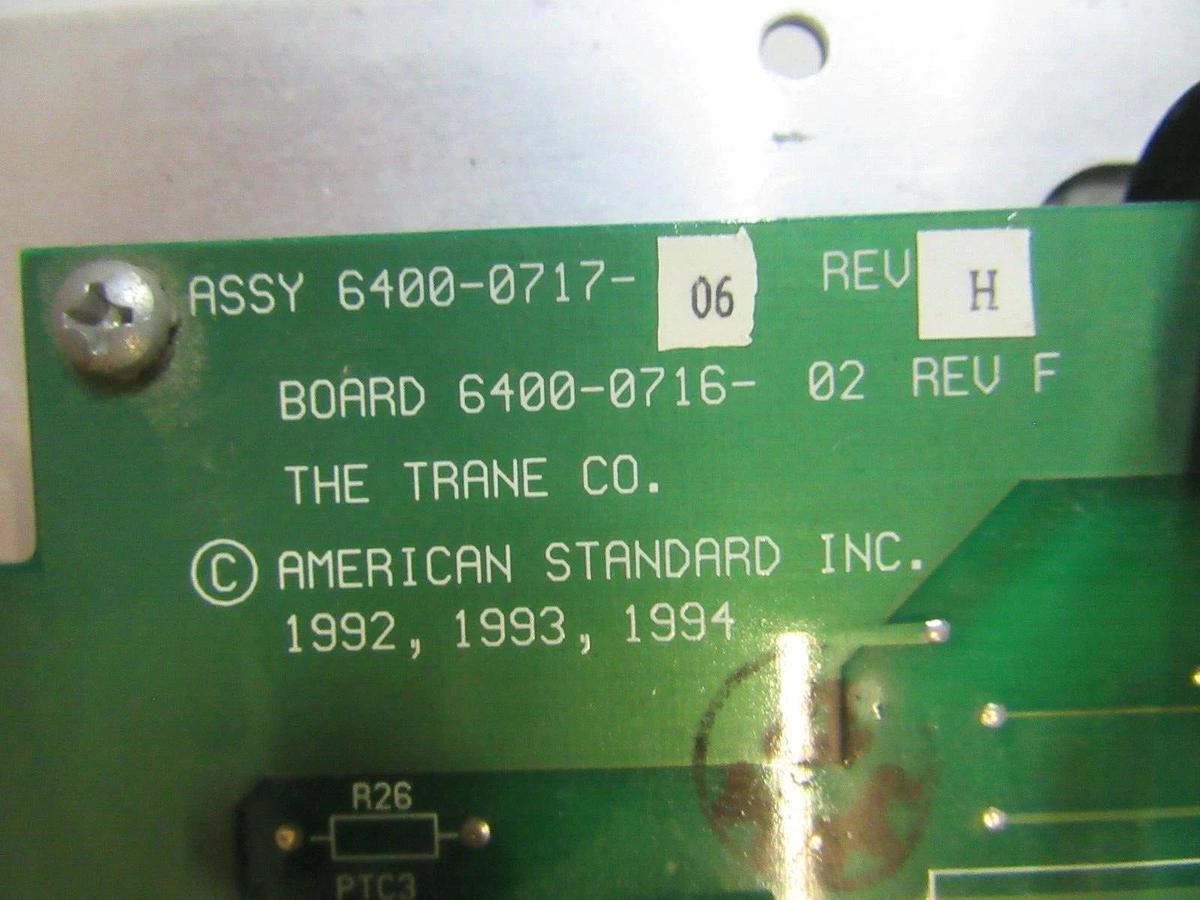 ASSY 6400-0717- 06 REV H
BOARD 6400-0716- 02 REV F
THE TRANE CO.
© AMERICAN STANDARD INC.
1992, 1993, 1994
R26
PTC3